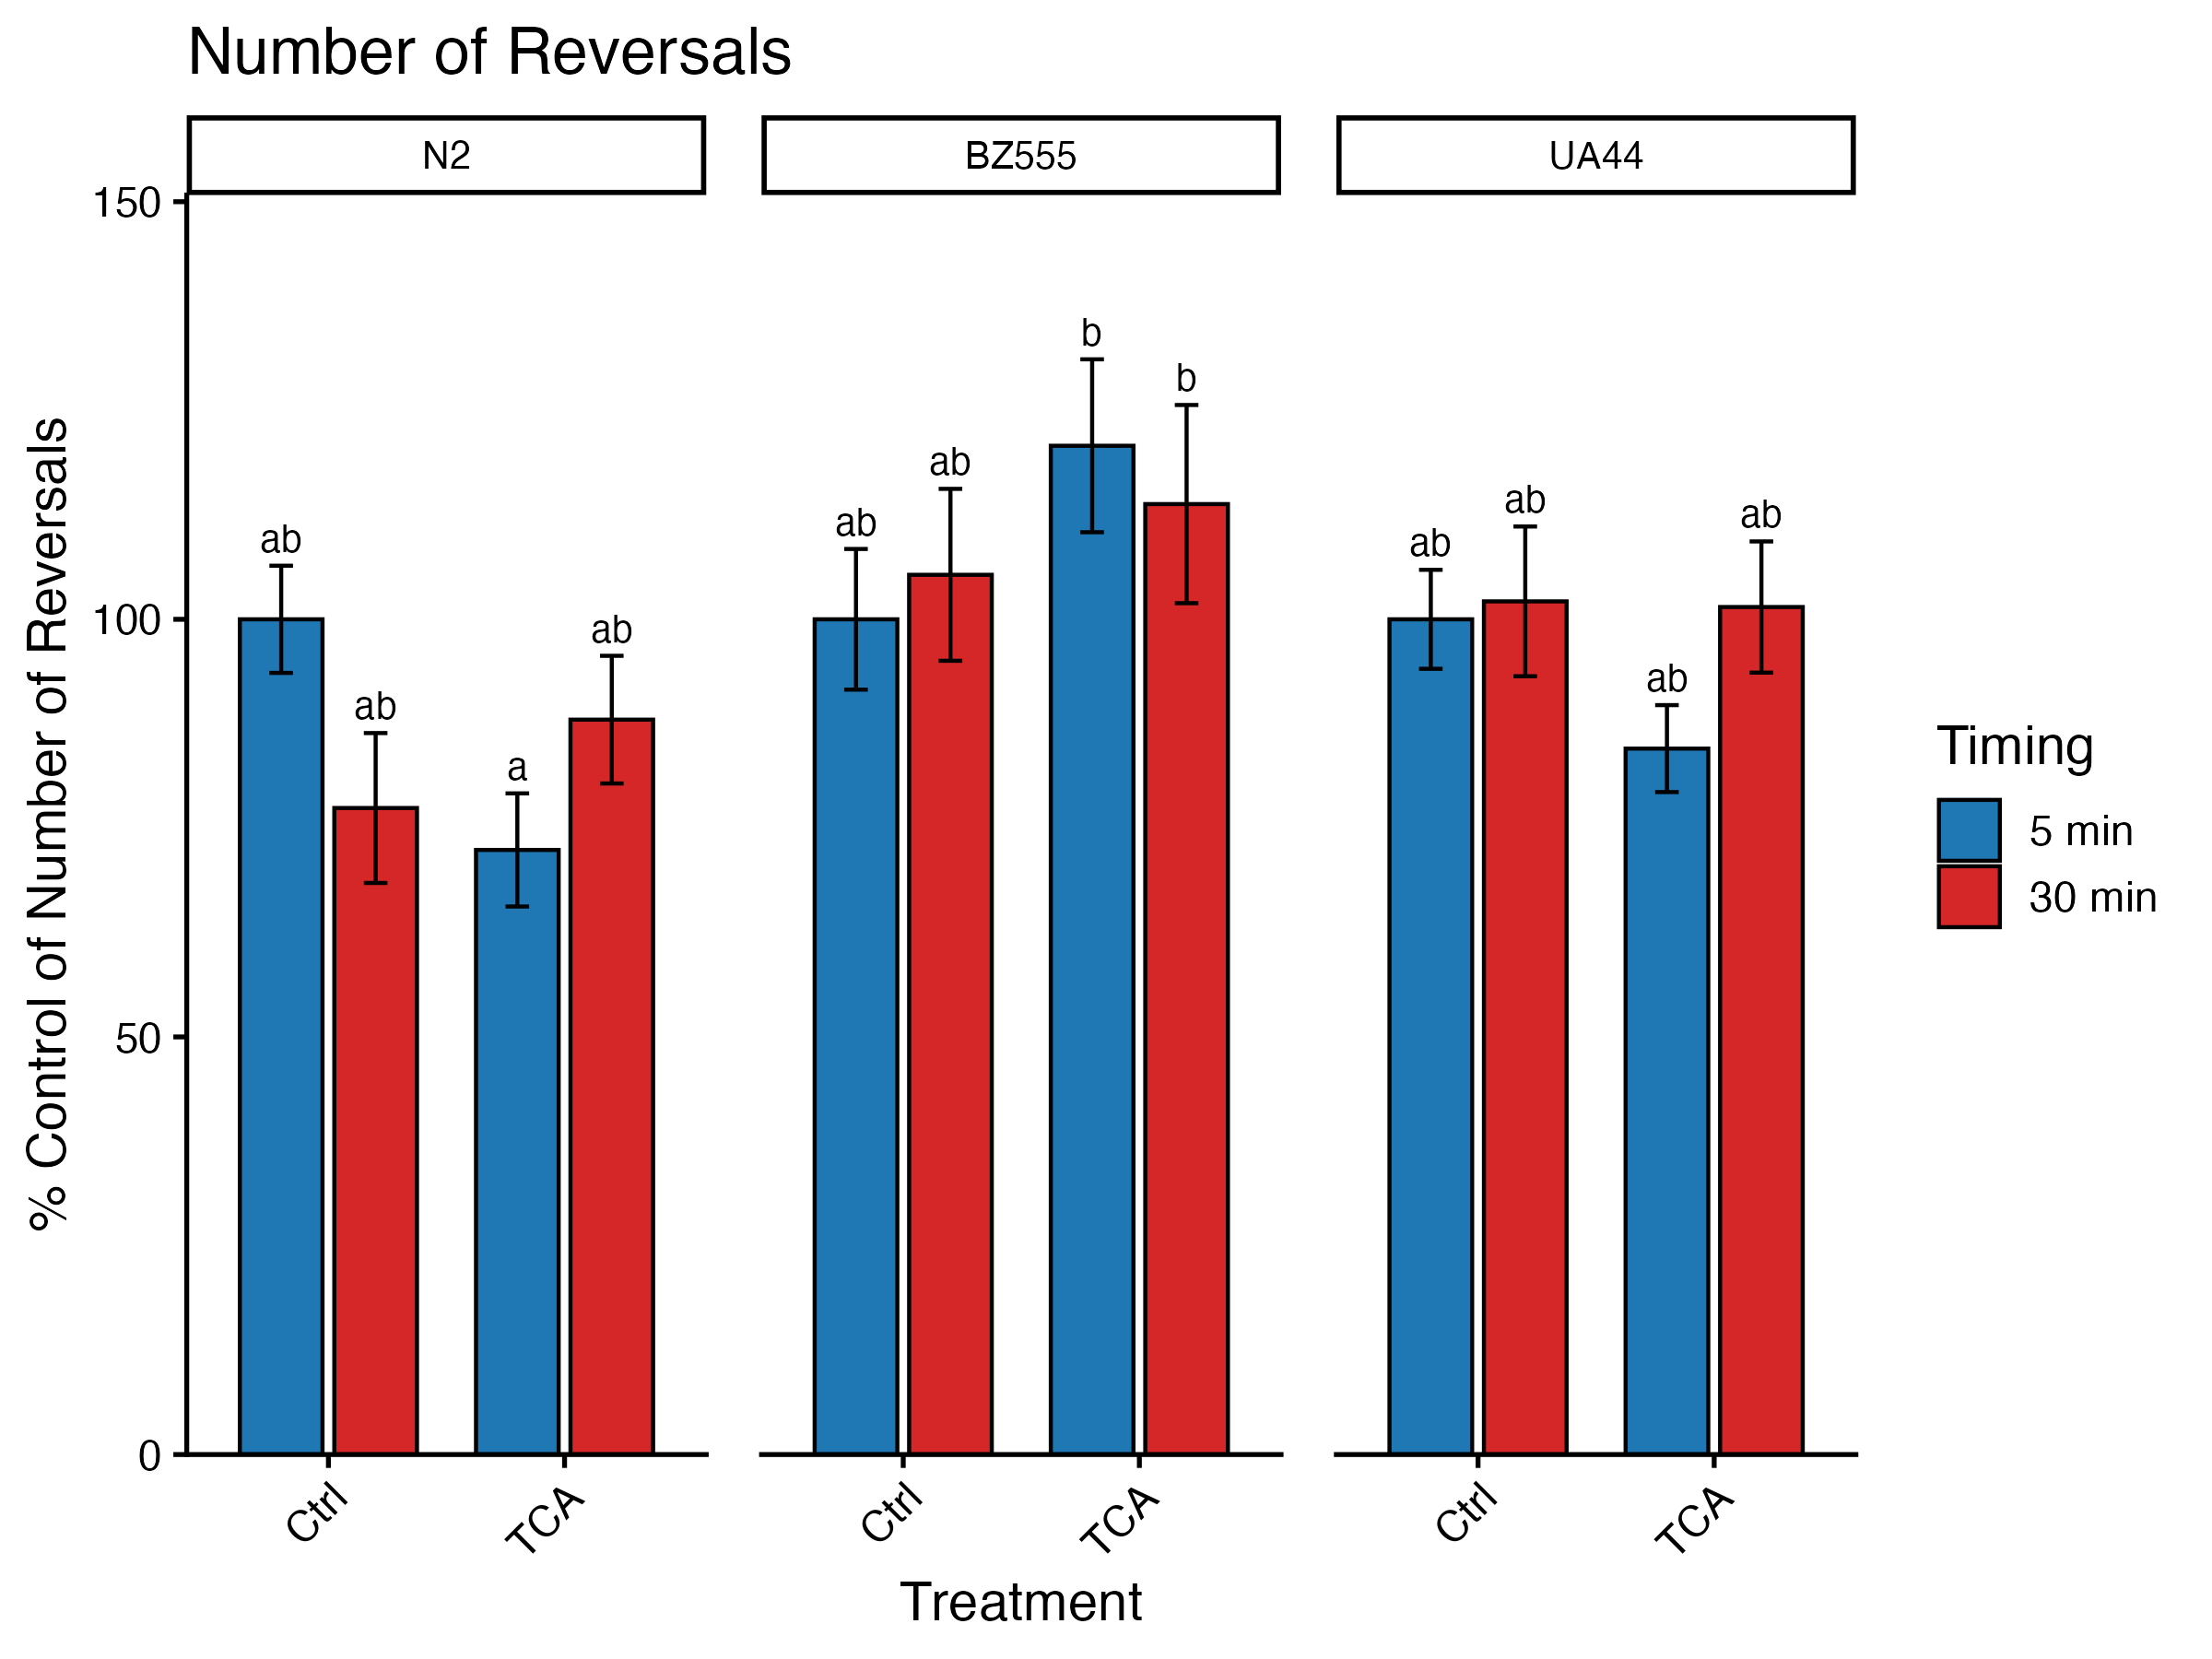 Number of Reversals
N2
BZ555
UA44
% Control of Number of Reversals
150
100
50
0
ab
ab
a
ab
ab
ab
b
b
ab
ab
ab
ab
Ctrl
TCA
Ctrl
TCA
Ctrl
TCA
Treatment
Timing
5 min
30 min